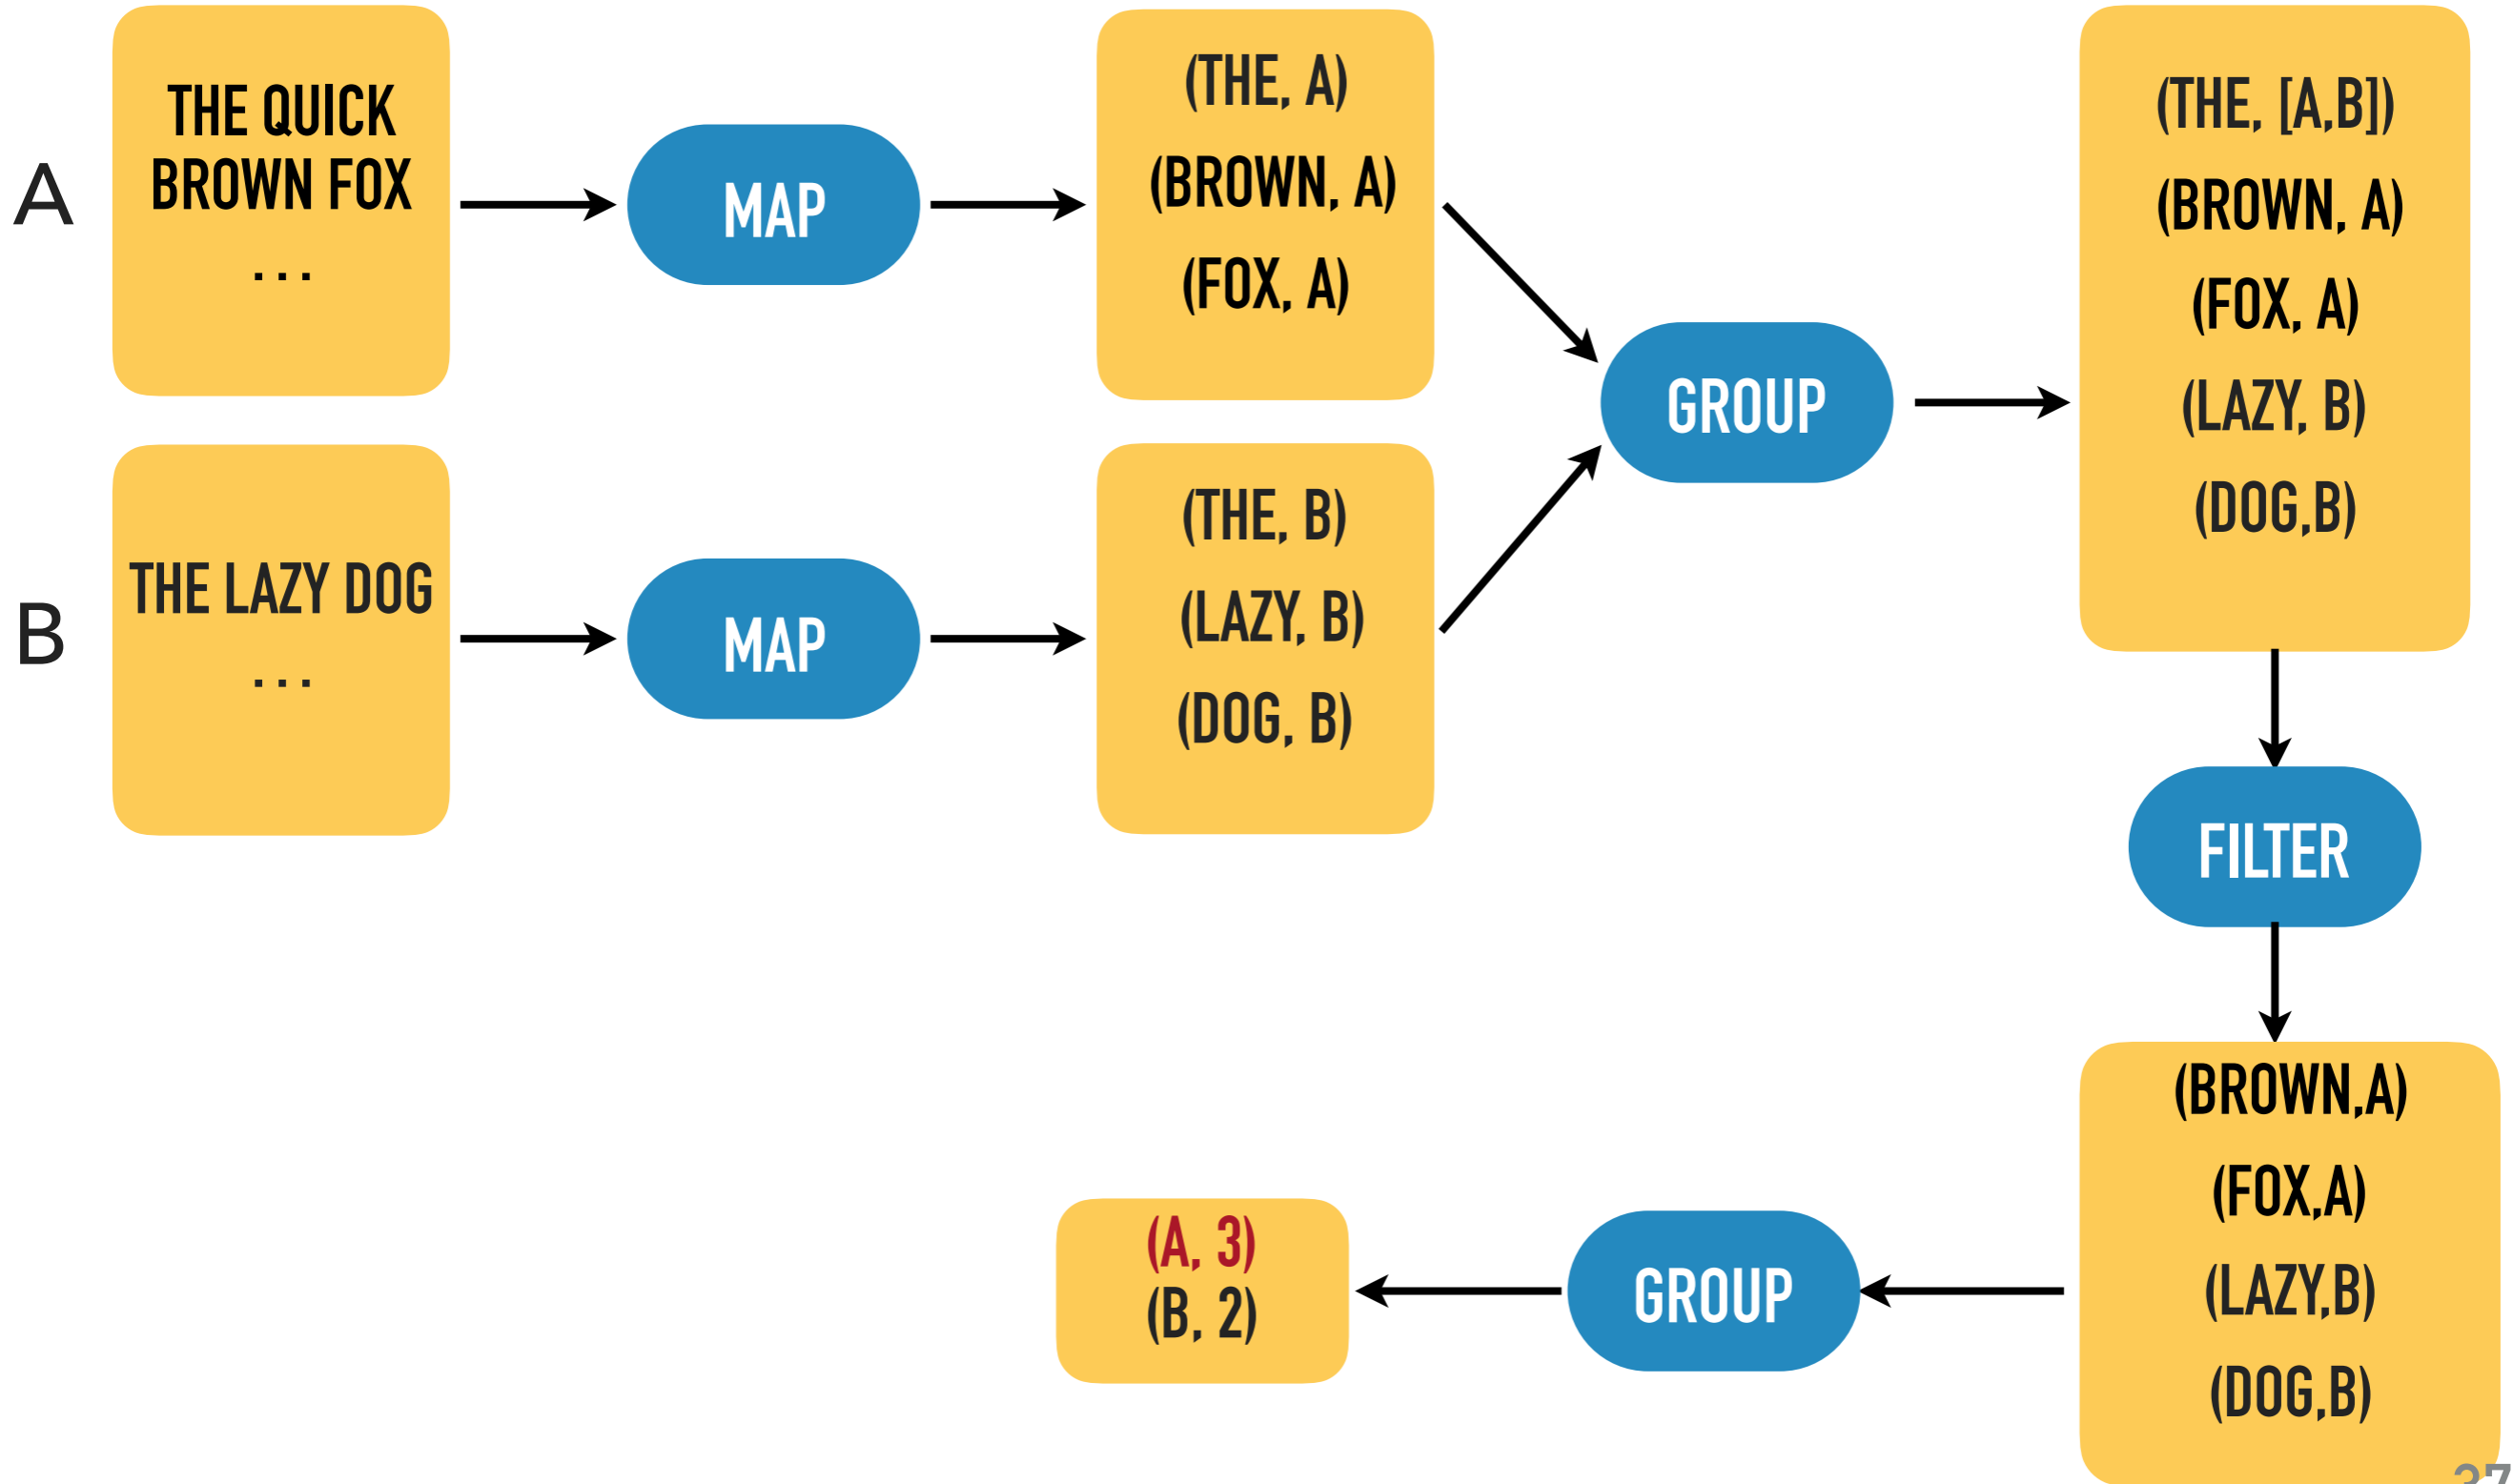 A
THE QUICK
BROWN FOX
...
MAP
(THE, A)
(BROWN, A)
(FOX, A)
B
THE LAZY DOG
...
MAP
(THE, B)
(LAZY, B)
(DOG, B)
GROUP
(THE, [A,B])
(BROWN, A)
(FOX, A)
(LAZY, B)
(DOG,B)
FILTER
(BROWN,A)
(FOX,A)
(LAZY,B)
(DOG,B)
GROUP
(A, 3)
(B, 2)
37